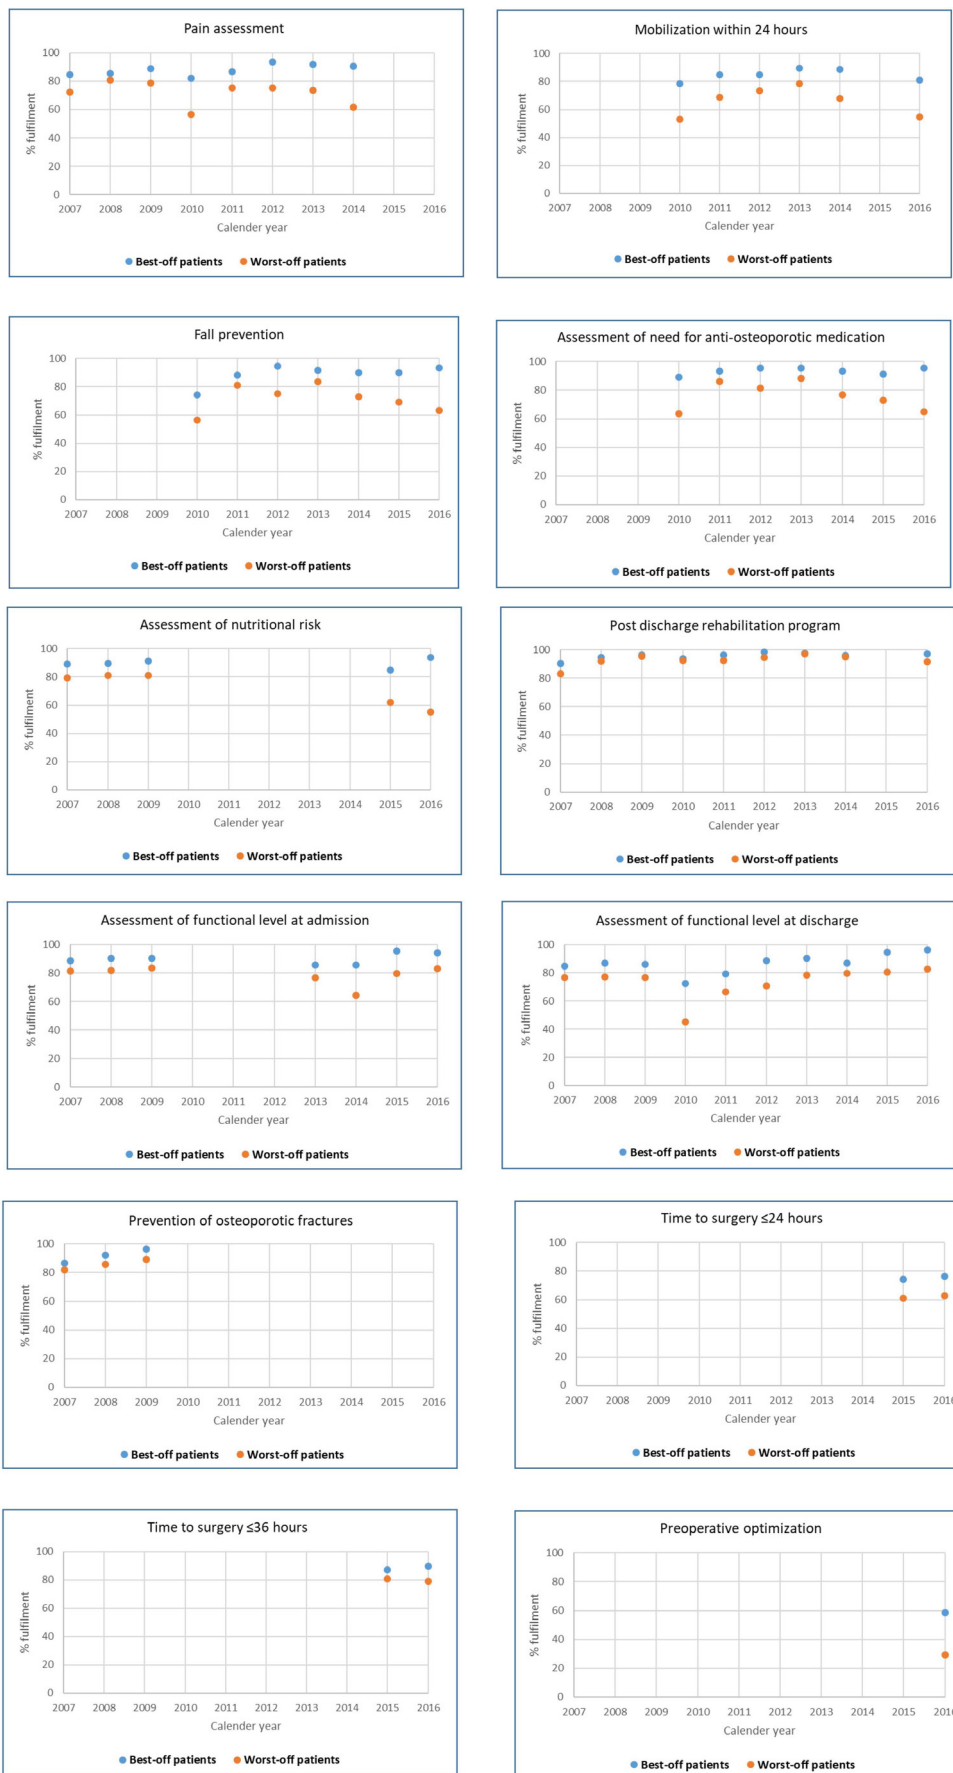 Pain assessment
100
80
60
40
20
0
% fulfilment
2007 2008 2009 2010 2011 2012 2013 2014 2015 2016
Calender year
Best-off patients Worst-off patients
Mobilization within 24 hours
100
80
60
40
20
0
% fulfilment
2007 2008 2009 2010 2011 2012 2013 2014 2015 2016
Calender year
Best-off patients Worst-off patients
Fall prevention
100
80
60
40
20
0
% fulfilment
2007 2008 2009 2010 2011 2012 2013 2014 2015 2016
Calender year
Best-off patients Worst-off patients
Assessment of need for anti-osteoporotic medication
100
80
60
40
20
0
% fulfilment
2007 2008 2009 2010 2011 2012 2013 2014 2015 2016
Calender year
Best-off patients Worst-off patients
Assessment of nutritional risk
100
80
60
40
20
0
% fulfilment
2007 2008 2009 2010 2011 2012 2013 2014 2015 2016
Calender year
Best-off patients Worst-off patients
Post discharge rehabilitation program
100
80
60
40
20
0
% fulfilment
2007 2008 2009 2010 2011 2012 2013 2014 2015 2016
Calender year
Best-off patients Worst-off patients
Assessment of functional level at admission
100
80
60
40
20
0
% fulfilment
2007 2008 2009 2010 2011 2012 2013 2014 2015 2016
Calender year
Best-off patients Worst-off patients
Assessment of functional level at discharge
100
80
60
40
20
0
% fulfilment
2007 2008 2009 2010 2011 2012 2013 2014 2015 2016
Calender year
Best-off patients Worst-off patients
Prevention of osteoporotic fractures
100
80
60
40
20
0
% fulfilment
2007 2008 2009 2010 2011 2012 2013 2014 2015 2016
Calender year
Best-off patients Worst-off patients
Time to surgery ≤24 hours
100
80
60
40
20
0
% fulfilment
2007 2008 2009 2010 2011 2012 2013 2014 2015 2016
Calender year
Best-off patients Worst-off patients
Time to surgery ≤36 hours
100
80
60
40
20
0
% fulfilment
2007 2008 2009 2010 2011 2012 2013 2014 2015 2016
Calender year
Best-off patients Worst-off patients
Preoperative optimization
100
80
60
40
20
0
% fulfilment
2007 2008 2009 2010 2011 2012 2013 2014 2015 2016
Calender year
Best-off patients Worst-off patients